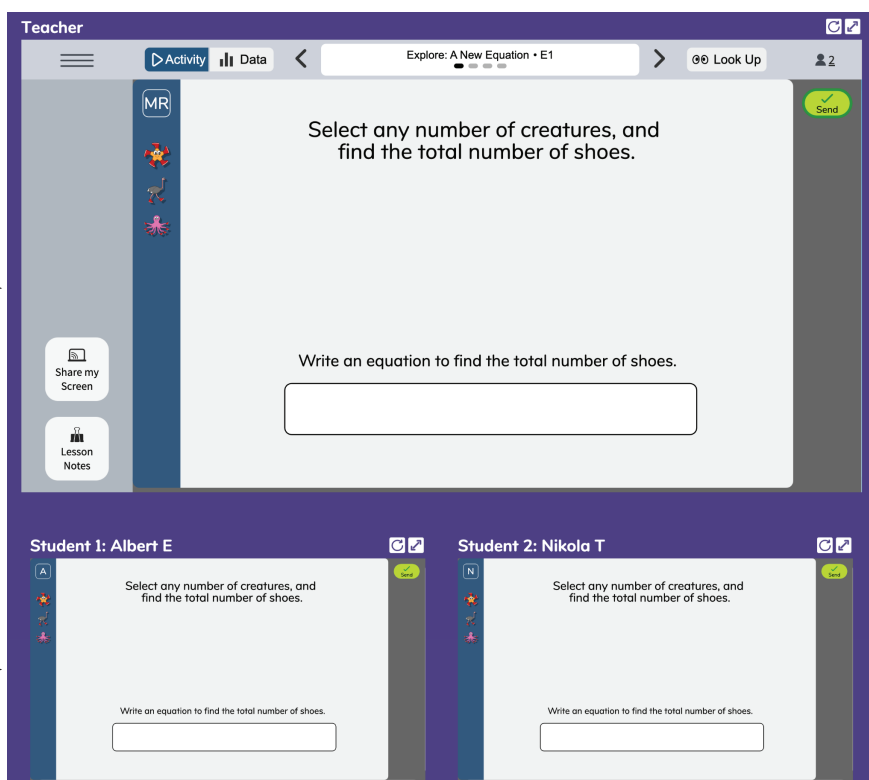 Teacher
Activity
Data
Explore: A New Equation • E1
Look Up
2
MR
Send
Select any number of creatures, and
find the total number of shoes.
Share my
Screen
Write an equation to find the total number of shoes.
Lesson
Notes
Student 1: Albert E
A
Send
Select any number of creatures, and
find the total number of shoes.
Write an equation to find the total number of shoes.
Student 2: Nikola T
N
Send
Select any number of creatures, and
find the total number of shoes.
Write an equation to find the total number of shoes.